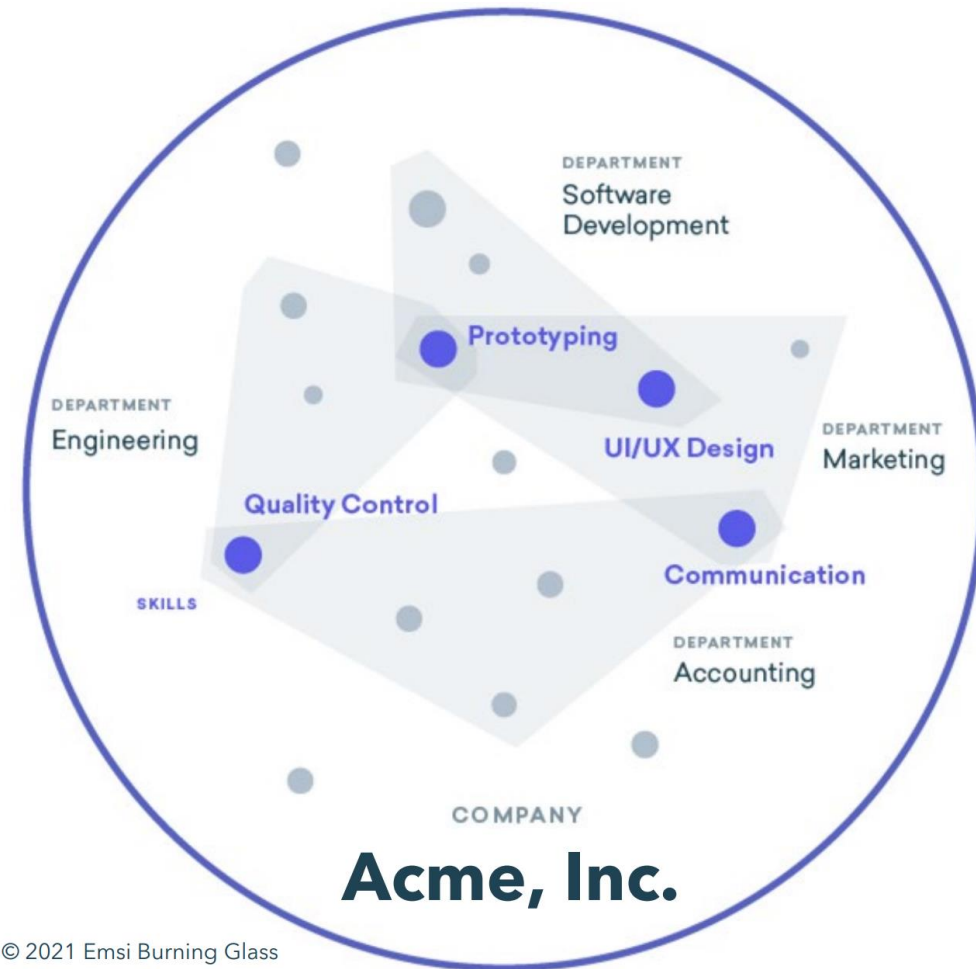 DEPARTMENT
Software
Development
Prototyping
DEPARTMENT
Engineering
UI/UX Design
DEPARTMENT
Marketing
Quality Control
Communication
SKILLS
DEPARTMENT
Accounting
COMPANY
Acme, Inc.
© 2021 Emsi Burning Glass